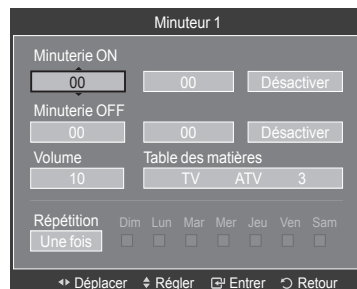 Minuteur 1
Minuterie ON
00 00 Désactiver
Minuterie OFF
00 00 Désactiver
Volume Table des matières
10 TV ATV 3
Répétition Dim Lun Mar Mer Jeu Ven Sam
Une fois
Déplacer Régler Entrer Retour